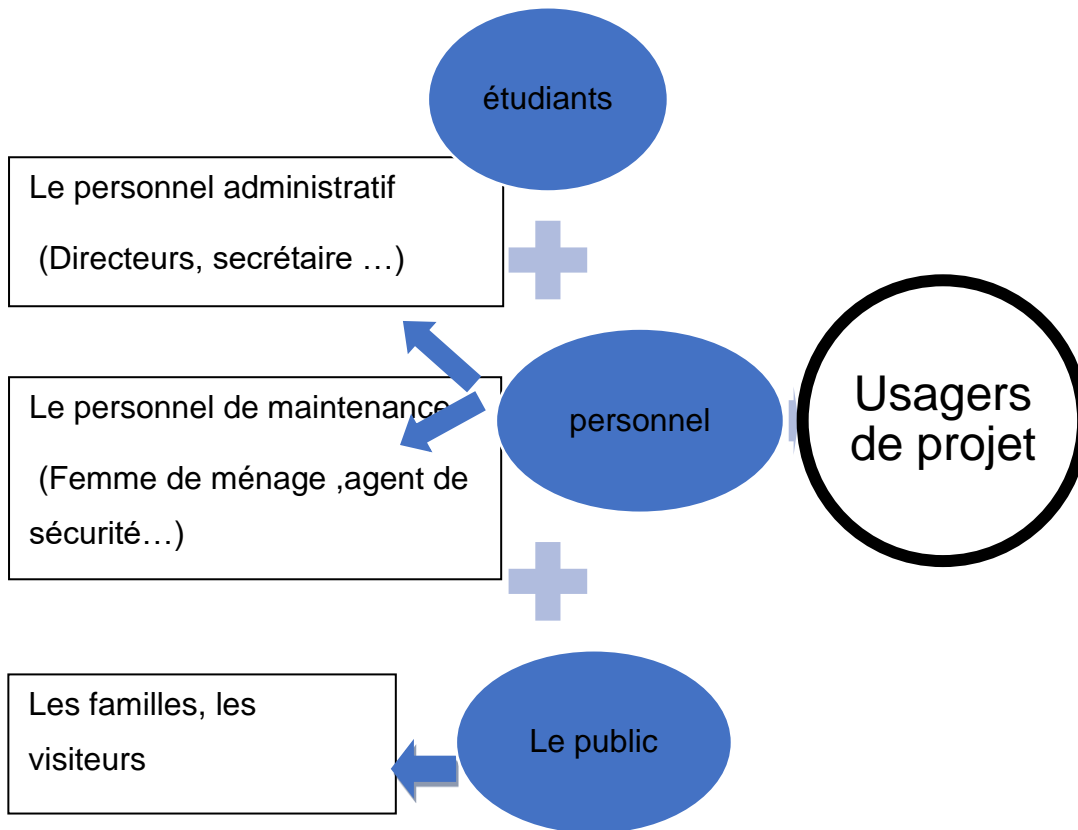 étudiants
Le personnel administratif
(Directeurs, secrétaire …)
Le personnel de maintenance
(Femme de ménage ,agent de
sécurité…)
personnel
Usagers
de projet
Les familles, les
visiteurs
Le public